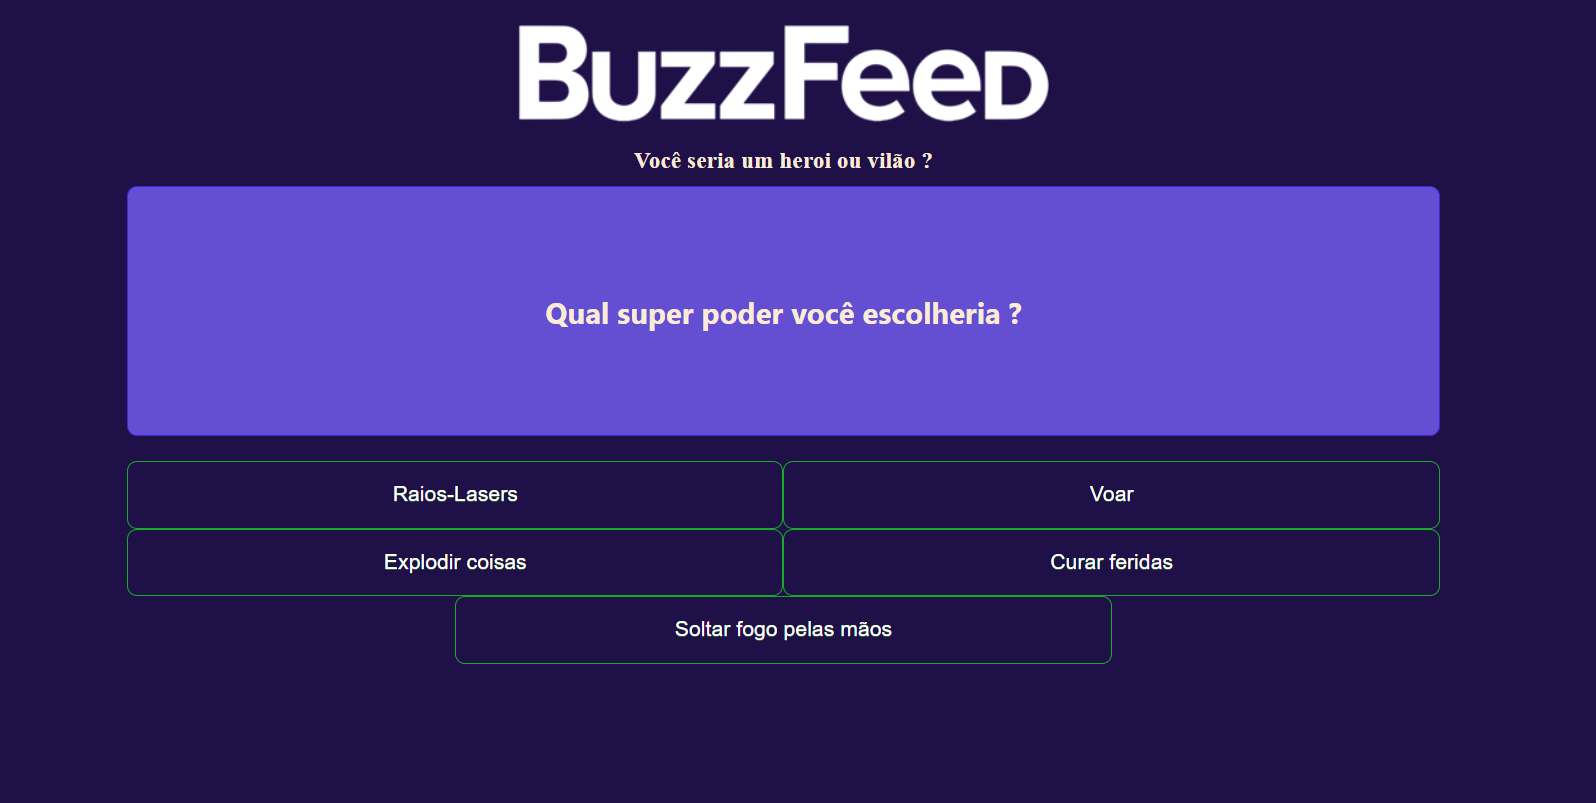 BuzzFeed
Você seria um heroi ou vilão ?
Qual super poder você escolheria ?
Raios-Lasers
Voar
Explodir coisas
Curar feridas
Soltar fogo pelas mãos